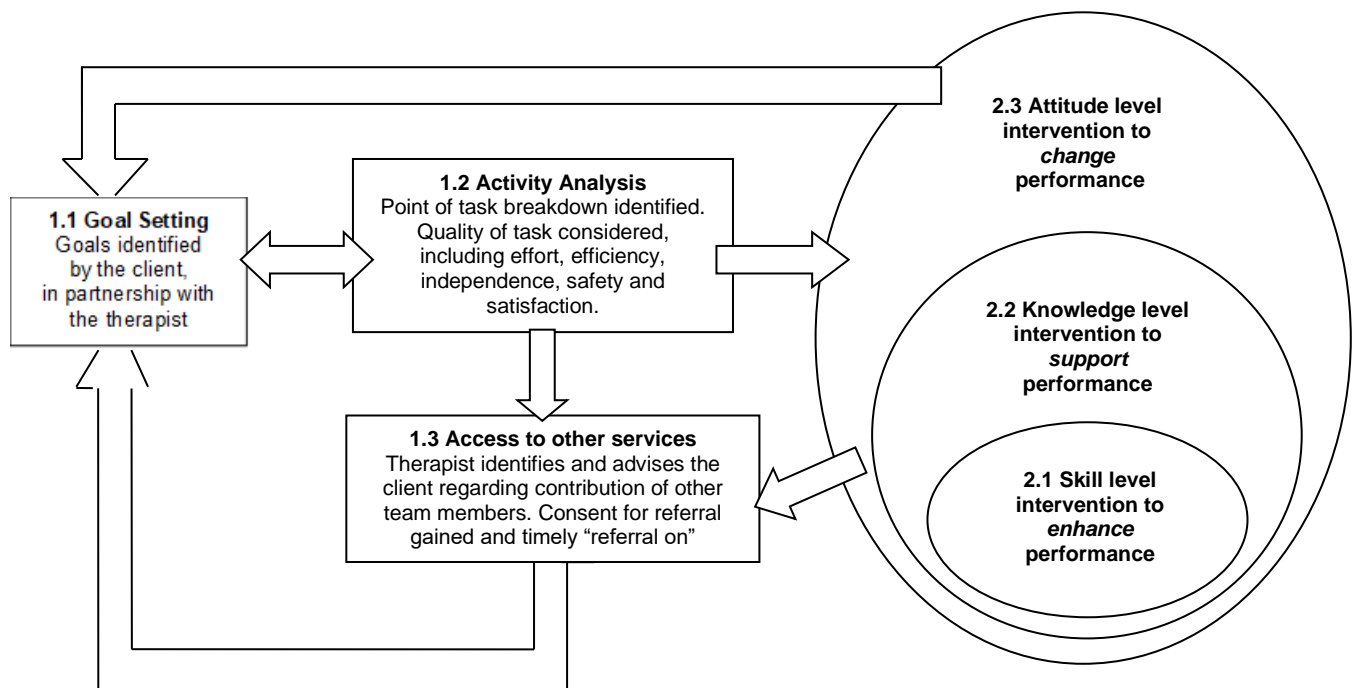 1.1 Goal Setting
Goals identified
by the client,
in partnership with
the therapist
1.2 Activity Analysis
Point of task breakdown identified.
Quality of task considered,
including effort, efficiency,
independence, safety and
satisfaction.
1.3 Access to other services
Therapist identifies and advises the
client regarding contribution of other
team members. Consent for referral
gained and timely “referral on”
2.3 Attitude level
intervention to
change
performance
2.2 Knowledge level
intervention to
support
performance
2.1 Skill level
intervention to
enhance
performance